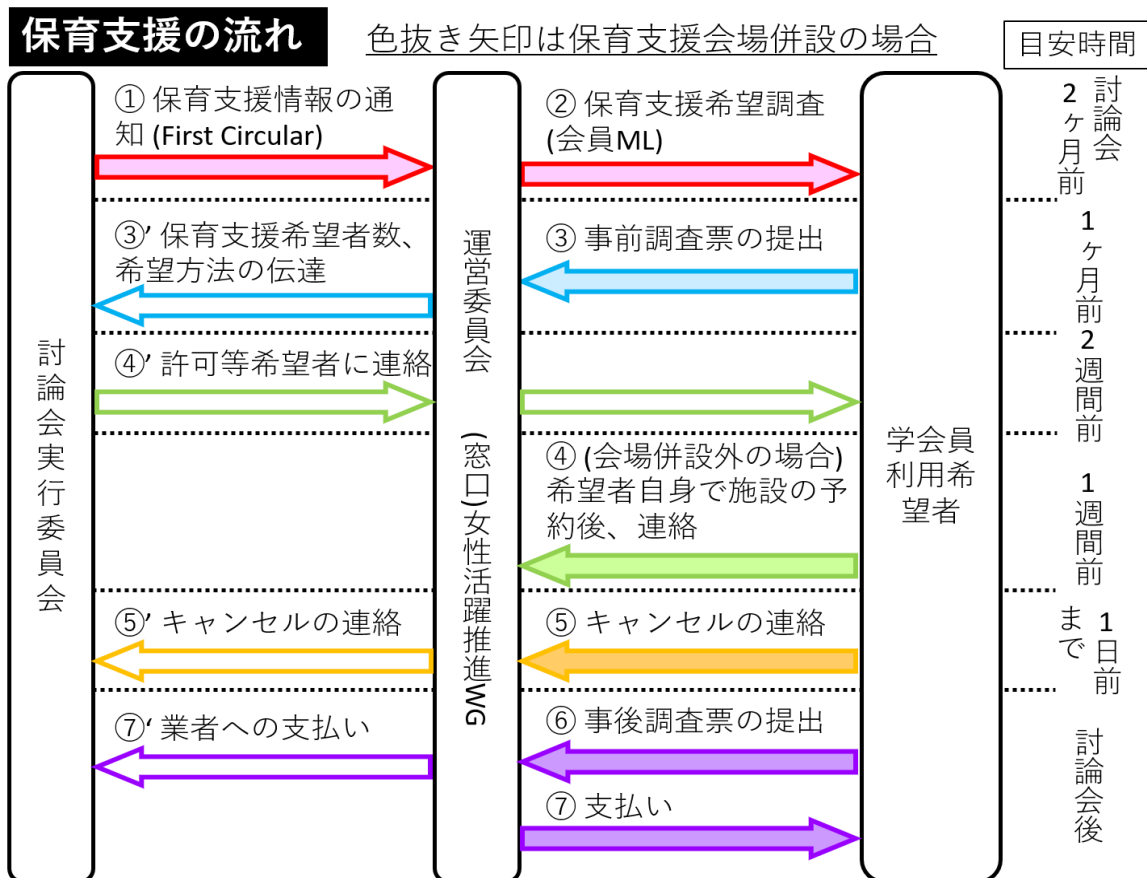 保育支援の流れ
色抜き矢印は保育支援会場併設の場合
目安時間
① 保育支援情報の通
知 (First Circular)
② 保育支援希望調査
(会員ML)
討論会
2ヶ月前
③’ 保育支援希望者数、
希望方法の伝達
③ 事前調査票の提出
1ヶ月前
④’ 許可等希望者に連絡
2週間前
④ (会場併設外の場合)
希望者自身で施設の予
約後、連絡
1週間前
⑤’ キャンセルの連絡
⑤ キャンセルの連絡
1日前
まで
⑦’ 業者への支払い
⑥ 事後調査票の提出
⑦ 支払い
討論会後
討論会実行委員会
運営委員会 (窓口)女性活躍推進WG
学会員
利用希
望者